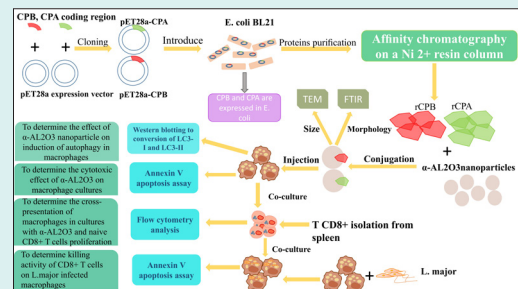 CPB, CPA coding region
Cloning
pET28a-CPA
pET28a-CPB
pET28a expression vector
Introduce
E. coli BL21
Proteins purification
Affinity chromatography
on a Ni 2+ resin column
CPB and CPA are
expressed in E.
coli
TEM
FTIR
Size
Morphology
rCPB
rCPA
Conjugation
α-AL2O3nanoparticles
Injection
To determine the effect of
α-AL2O3 nanoparticle on
induction of autophagy in
macrophages
Western blotting to
conversion of LC3-
I and LC3-II
To determine the cytotoxic
effect of α-AL2O3 on
macrophage cultures
Annexin V
apoptosis assay
Co-culture
To determine the cross-
presentation of
macrophages in cultures
with α-AL2O3 and naive
CD8+ T cells proliferation
Flow cytometry
analysis
T CD8+ isolation from
spleen
Co-culture
To determine killing
activity of CD8+ T cells
on L.major infected
macrophages
Annexin V
apoptosis assay
L. major